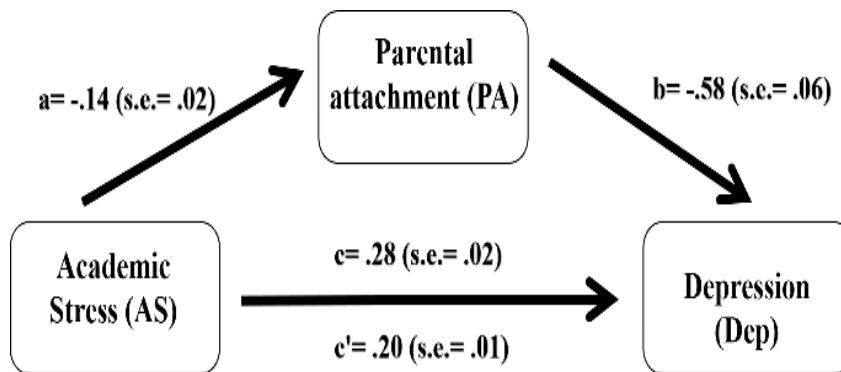 Parental
attachment (PA)
a= -.14 (s.e.= .02)
b= -.58 (s.e.= .06)
Academic
Stress (AS)
c= .28 (s.e.= .02)
c'= .20 (s.e.= .01)
Depression
(Dep)